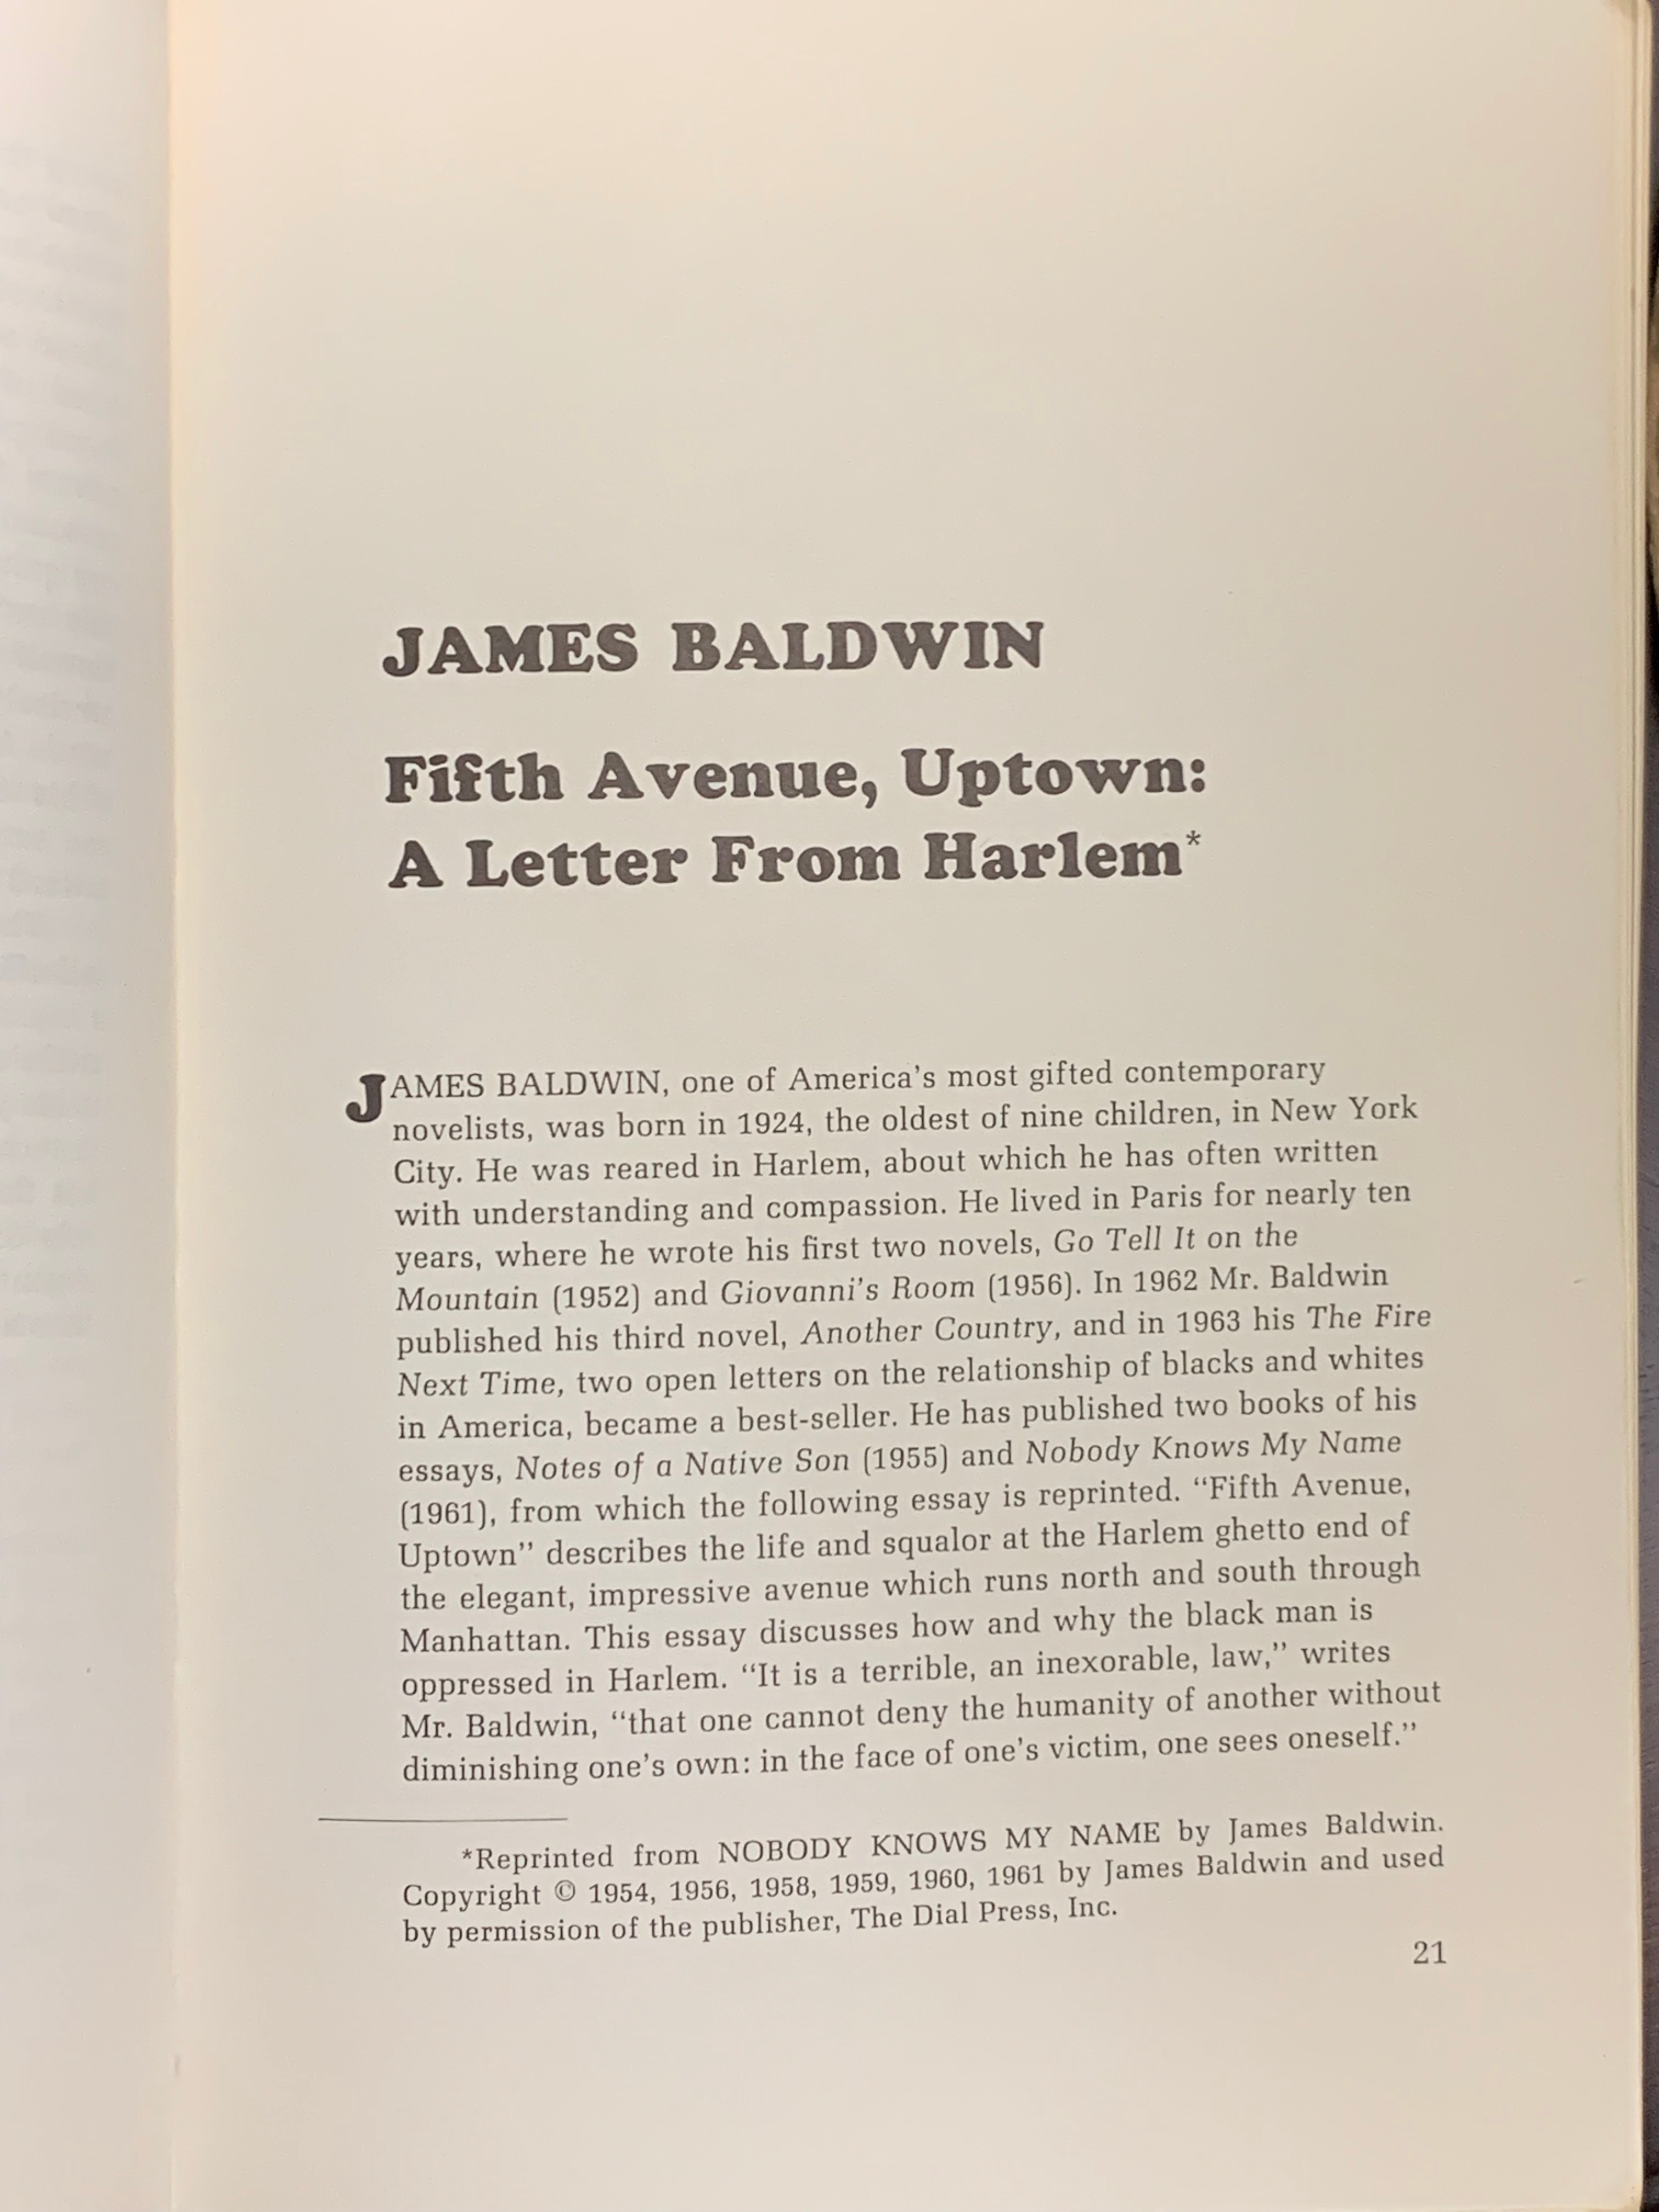 JAMES BALDWIN
Fifth Avenue, Uptown:
A Letter From Harlem*
JAMES BALDWIN, one of America's most gifted contemporary
novelists, was born in 1924, the oldest of nine children, in New York
City. He was reared in Harlem, about which he has often written
with understanding and compassion. He lived in Paris for nearly ten
years, where he wrote his first two novels, Go Tell It on the
Mountain (1952) and Giovanni's Room (1956). In 1962 Mr. Baldwin
published his third novel, Another Country, and in 1963 his The Fire
Next Time, two open letters on the relationship of blacks and whites
in America, became a best-seller. He has published two books of his
essays, Notes of a Native Son (1955) and Nobody Knows My Name
(1961), from which the following essay is reprinted. “Fifth Avenue,
Uptown” describes the life and squalor at the Harlem ghetto end of
the elegant, impressive avenue which runs north and south through
Manhattan. This essay discusses how and why the black man is
oppressed in Harlem. “It is a terrible, an inexorable, law,” writes
Mr. Baldwin, “that one cannot deny the humanity of another without
diminishing one's own: in the face of one's victim, one sees oneself.”
*Reprinted from NOBODY KNOWS MY NAME by James Baldwin.
Copyright © 1954, 1956, 1958, 1959, 1960, 1961 by James Baldwin and used
by permission of the publisher, The Dial Press, Inc.
21